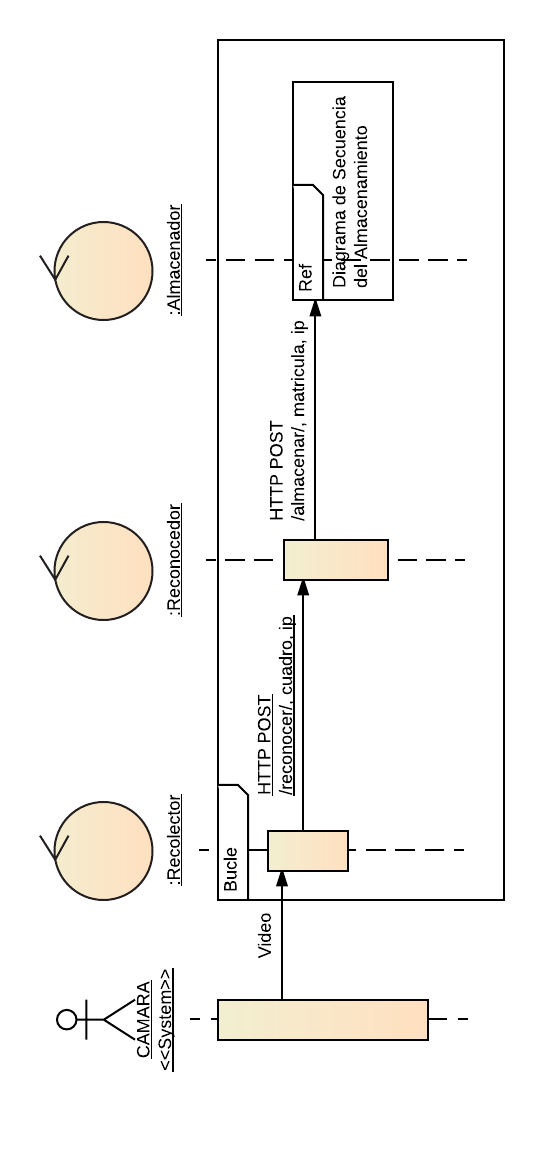 CAMARA
<<System>>
:Recolector
:Reconocedor
:Almacenador
Bucle
Video
HTTP POST
/reconocer/, cuadro, ip
HTTP POST
/almacenar/, matricula, ip
Ref
Diagrama de Secuencia
del Almacenamiento